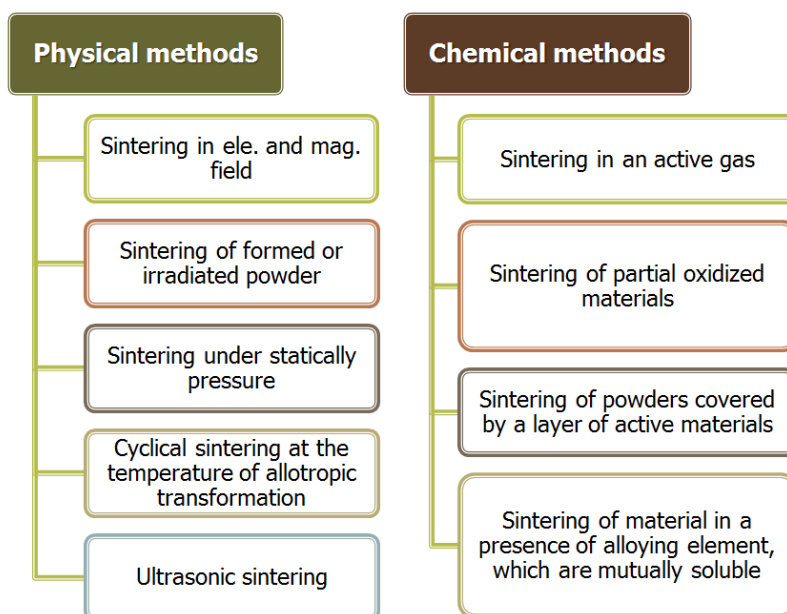 Physical methods
Sintering in ele. and mag.
field
Sintering of formed or
irradiated powder
Sintering under statically
pressure
Cyclical sintering at the
temperature of allotropic
transformation
Ultrasonic sintering
Chemical methods
Sintering in an active gas
Sintering of partial oxidized
materials
Sintering of powders covered
by a layer of active materials
Sintering of material in a
presence of alloying element,
which are mutually soluble